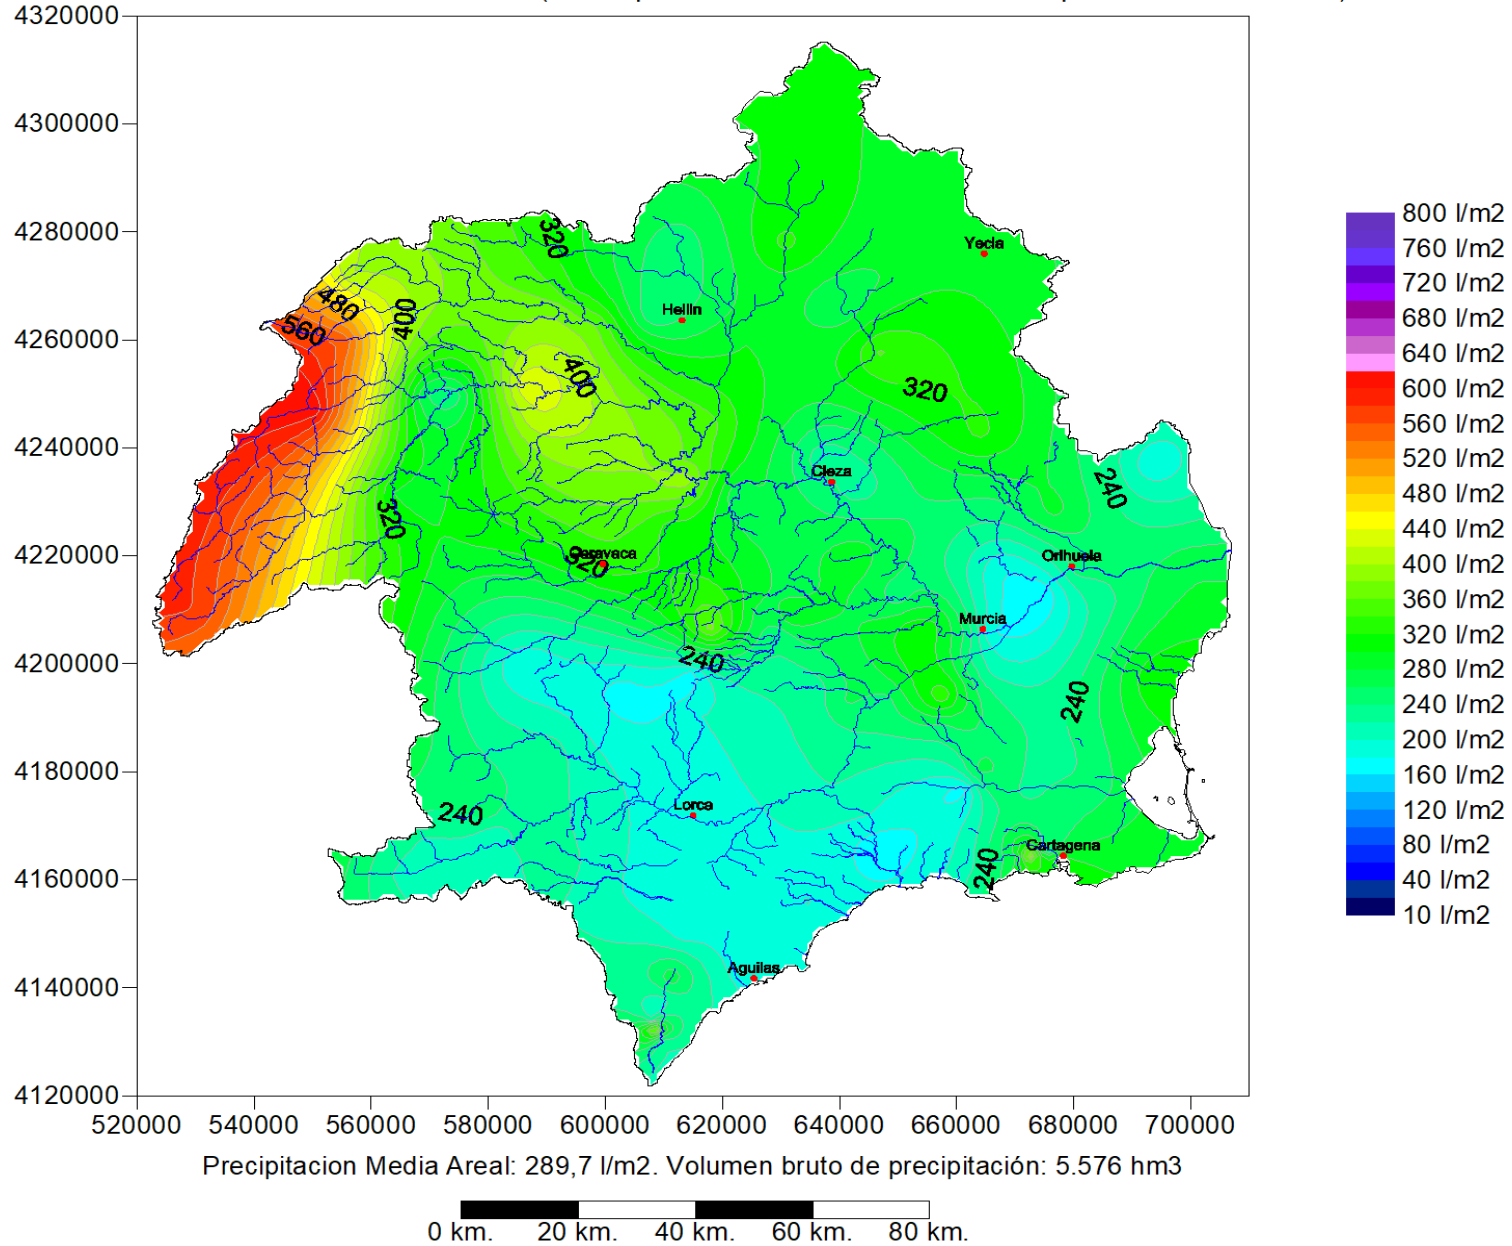 4320000
4300000
4280000
4260000
4240000
4220000
4200000
4180000
4160000
4140000
4120000
520000 540000 560000 580000 600000 620000 640000 660000 680000 700000
320
Yecla
480
560
400
Hellin
400
320
Cieza
240
320
Caravaca
320
Orihuela
Murcia
240
240
240
Lorca
Cartagena
240
Aguilas
800 l/m2
760 l/m2
720 l/m2
680 l/m2
640 l/m2
600 l/m2
560 l/m2
520 l/m2
480 l/m2
440 l/m2
400 l/m2
360 l/m2
320 l/m2
280 l/m2
240 l/m2
200 l/m2
160 l/m2
120 l/m2
80 l/m2
40 l/m2
10 l/m2
Precipitacion Media Areal: 289,7 l/m2. Volumen bruto de precipitación: 5.576 hm3
0 km. 20 km. 40 km. 60 km. 80 km.